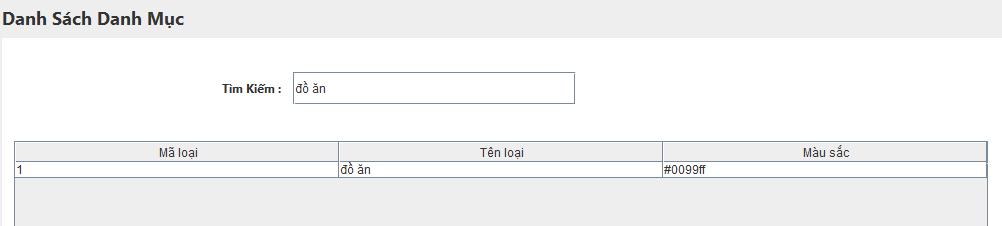 Danh Sách Danh Mục
Tìm Kiếm :
đồ ăn
Mã loại Tên loại Màu sắc
1 đồ ăn #0099ff